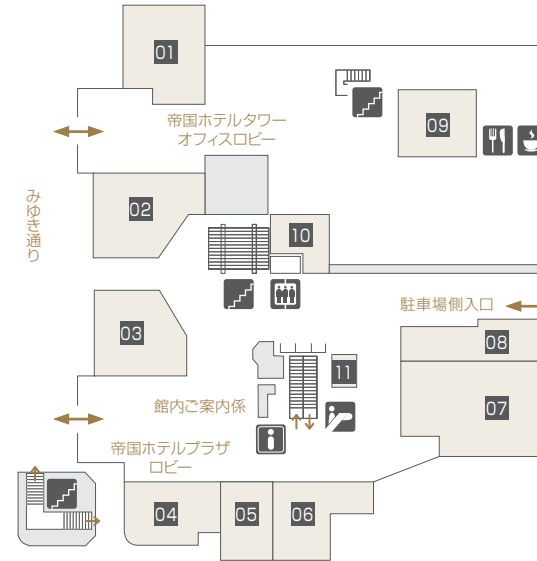 01
帝国ホテルタワー
オフィスロビー
09
みゆき通り
02
10
駐車場側入口
03
08
11
07
館内ご案内係
帝国ホテルプラザ
ロビー
04
05
06